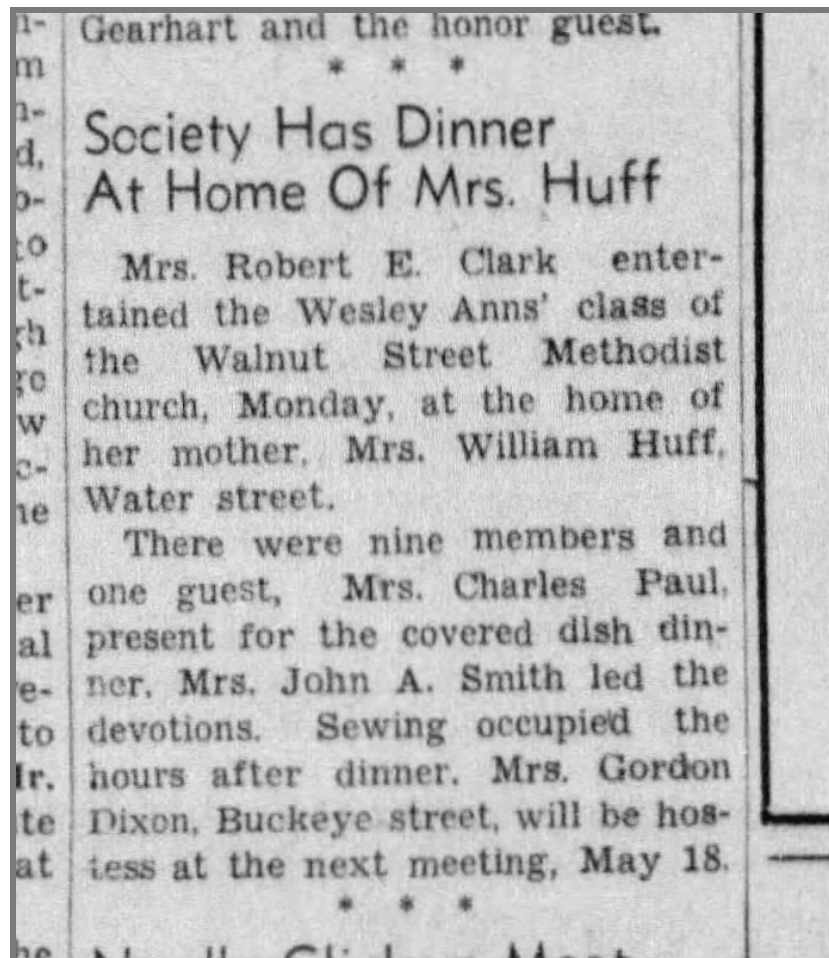 Gearhart and the honor guest.
* * *
Society Has Dinner
At Home Of Mrs. Huff
Mrs. Robert E. Clark enter-
tained the Wesley Anns' class of
the Walnut Street Methodist
church, Monday, at the home of
her mother, Mrs. William Huff,
Water street.
There were nine members and
one guest, Mrs. Charles Paul,
present for the covered dish din-
ner. Mrs. John A. Smith led the
devotions. Sewing occupied the
hours after dinner. Mrs. Gordon
Dixon, Buckeye street, will be hos-
tess at the next meeting, May 18.
* * *